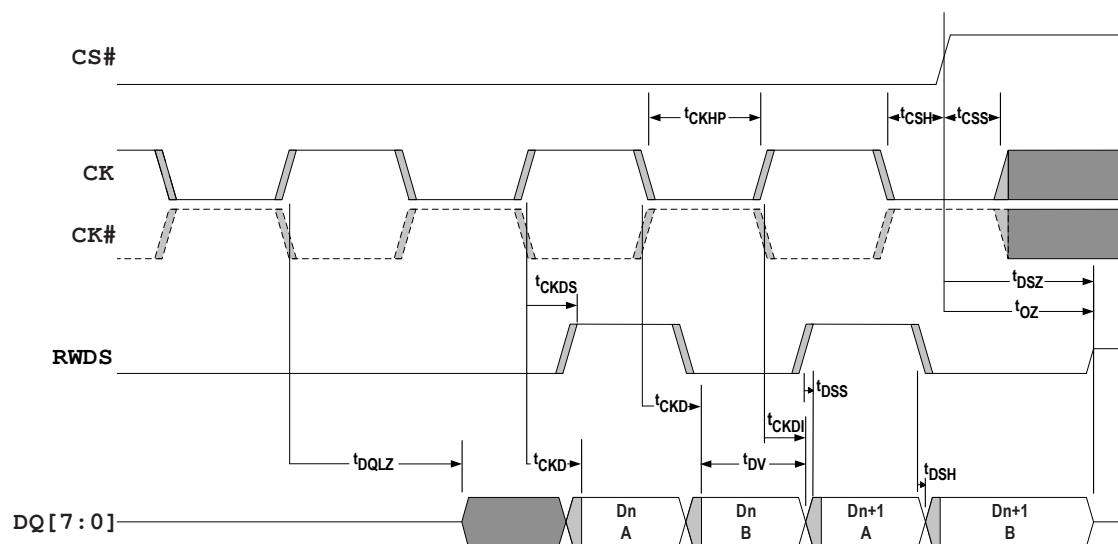 CS#
tCKHP
tCSH
tCSS
CK
CK#
tCKDS
tDSZ
tOZ
RWDS
tDSS
tCKD
tCKDI
tDQLZ
tCKD
tDV
tDSH
DQ[7:0]
Dn
A
Dn
B
Dn+1
A
Dn+1
B